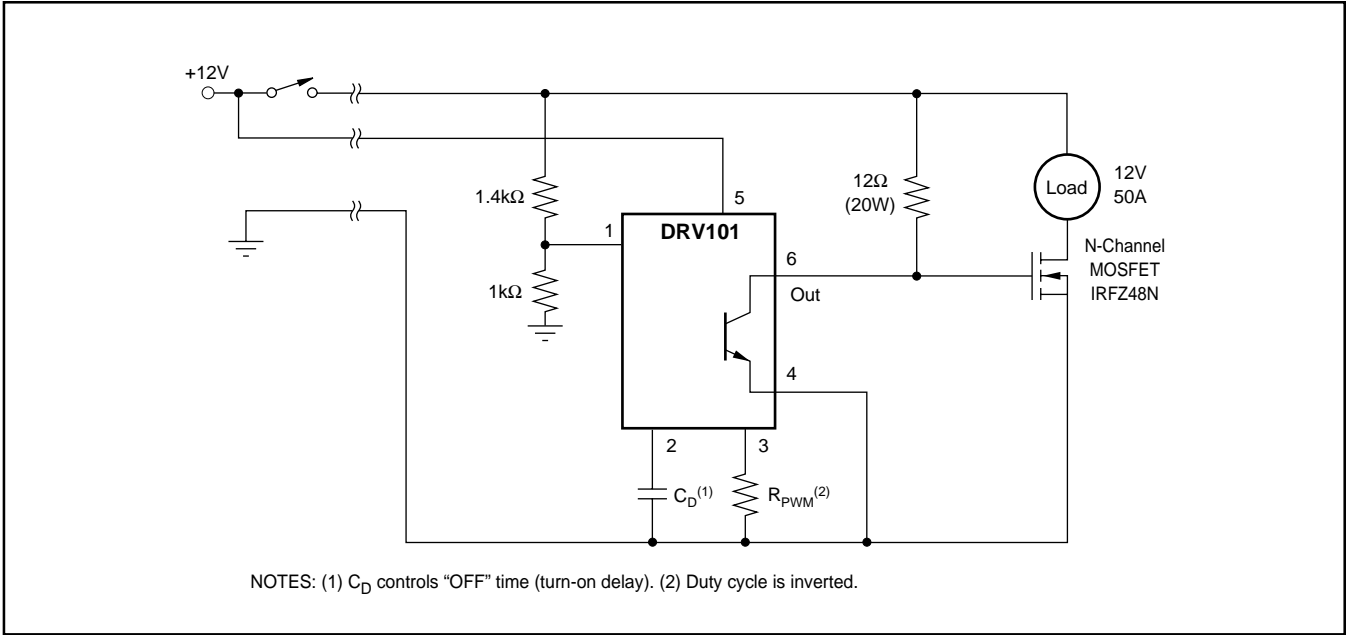 +12V
1.4kΩ
1kΩ
1
5
DRV101
6
Out
4
2
3
C_D(1)
R_PWM(2)
12Ω
(20W)
Load
12V
50A
N-Channel
MOSFET
IRFZ48N
NOTES: (1) C_D controls “OFF” time (turn-on delay). (2) Duty cycle is inverted.